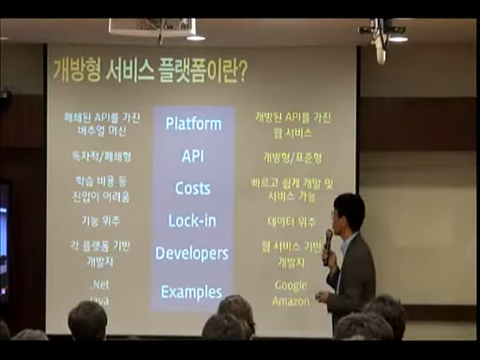 개방형 서비스 플랫폼이란?
폐쇄된 API를 가진
버추얼 머신
Platform
개방된 API를 가진
웹 서비스
독자적/폐쇄형
API
개방형/표준형
학습 비용 등
진입이 어려움
Costs
빠르고 쉽게 개발 및
서비스 가능
기능 위주
Lock-in
데이터 위주
각 플랫폼 기반
개발자
Developers
웹 서비스 기반
개발자
.Net
Java
Examples
Google
Amazon